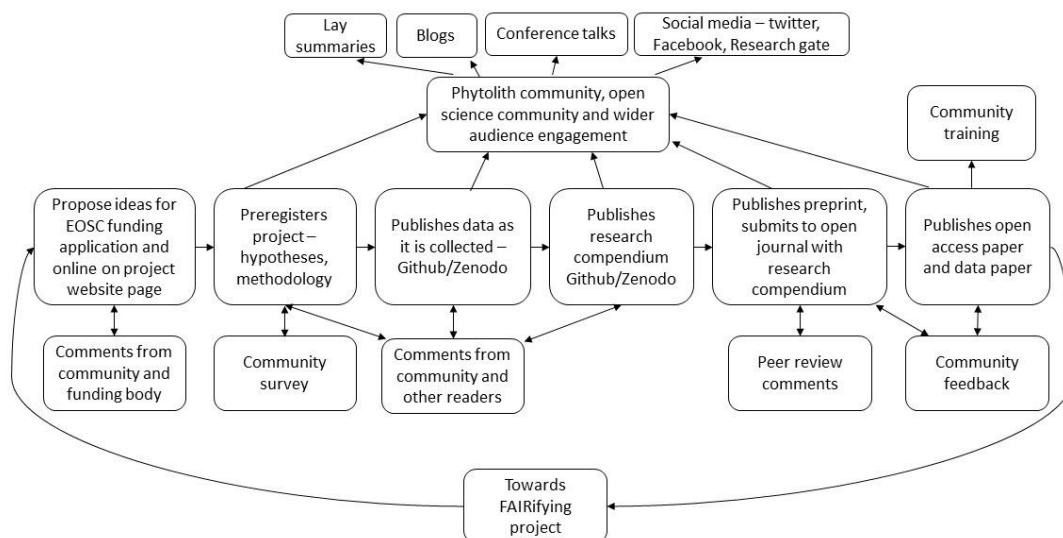 Lay
summaries
Blogs
Conference talks
Social media – twitter,
Facebook, Research gate
Phytolith community, open
science community and wider
audience engagement
Community
training
Propose ideas for
EOSC funding
application and
online on project
website page
Preregisters
project –
hypotheses,
methodology
Publishes data as
it is collected –
Github/Zenodo
Publishes
research
compendium
Github/Zenodo
Publishes preprint,
submits to open
journal with
research
compendium
Publishes open
access paper
and data paper
Comments from
community and
funding body
Community
survey
Comments from
community and
other readers
Peer review
comments
Community
feedback
Towards
FAIRifying
project